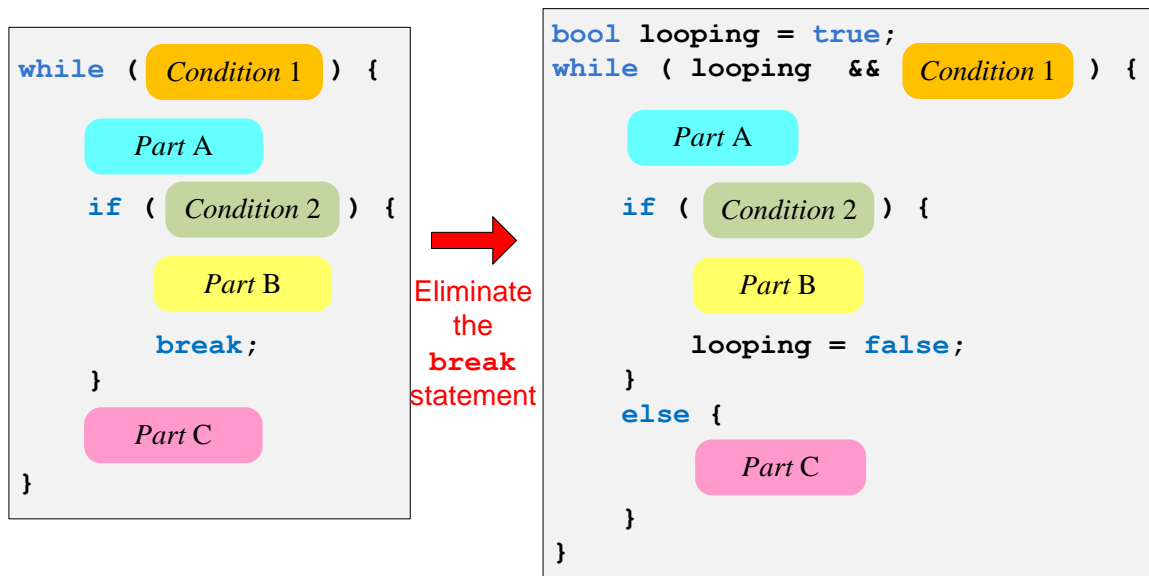 while ( Condition 1 ) {
Part A
if ( Condition 2 ) {
Part B
break;
}
Part C
}
Eliminate
the
break
statement
bool looping = true;
while ( looping && Condition 1 ) {
Part A
if ( Condition 2 ) {
Part B
looping = false;
}
else {
Part C
}
}